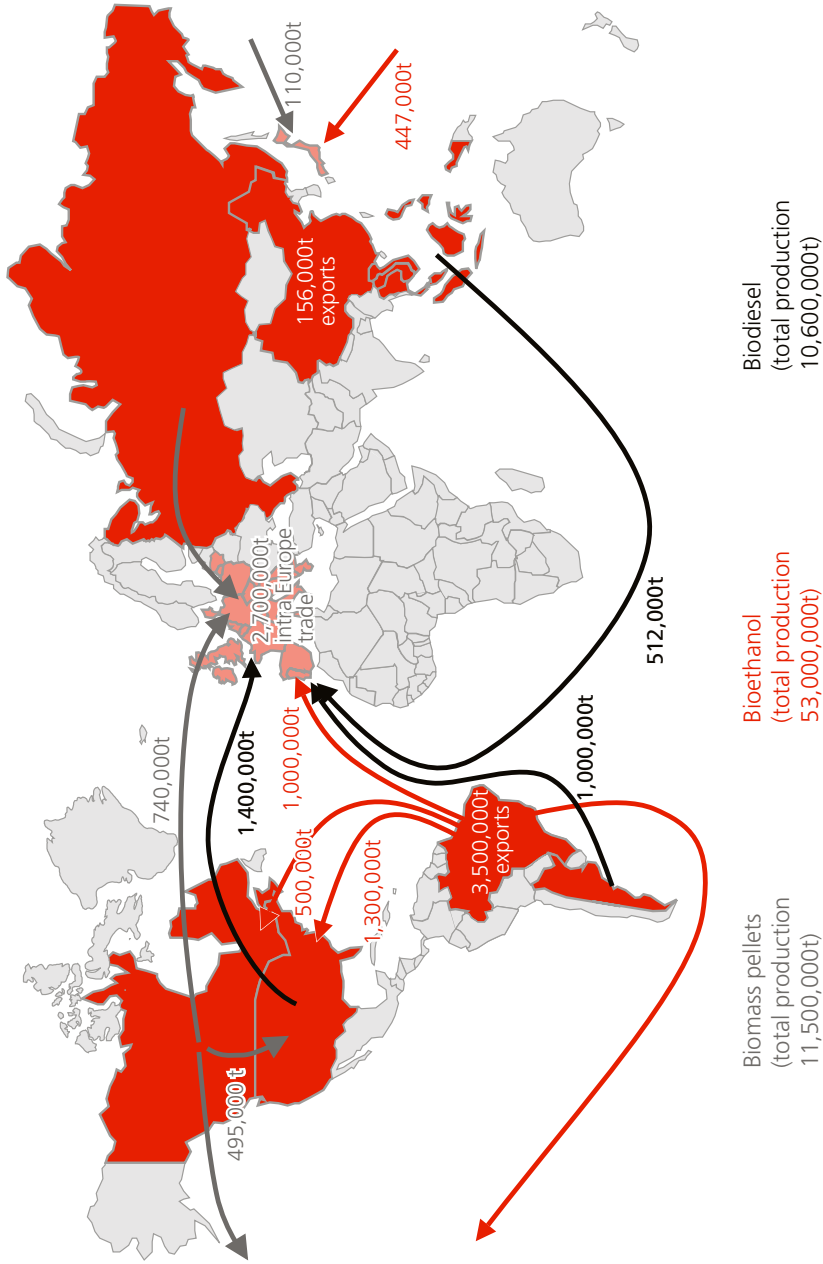 495,000 t
740,000t
1,400,000t
500,000t
1,300,000t
1,000,000t
3,500,000t
exports
1,000,000t
512,000t
2,700,000t
intra Europe
trade
156,000t
exports
110,000t
447,000t
Biomass pellets
(total production
11,500,000t)
Bioethanol
(total production
53,000,000t)
Biodiesel
(total production
10,600,000t)